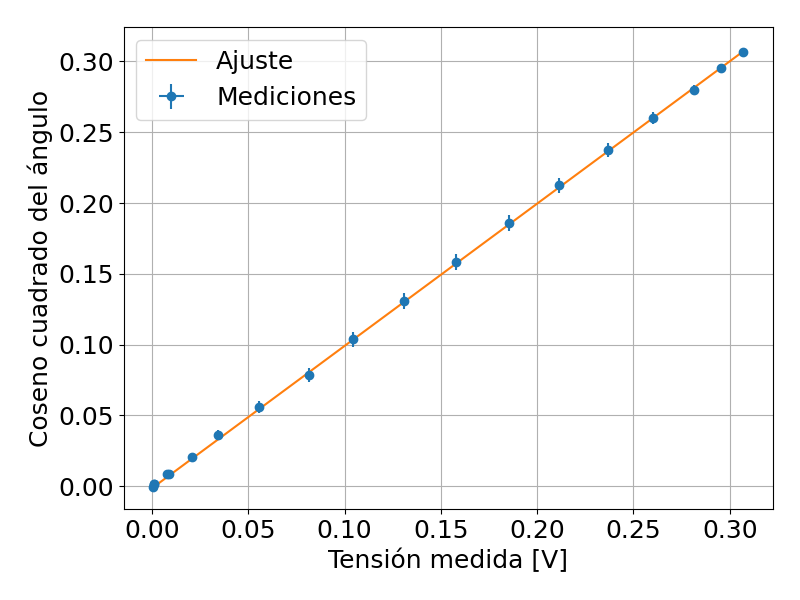 Ajuste
Mediciones
Coseno cuadrado del ángulo
0.30
0.25
0.20
0.15
0.10
0.05
0.00
0.00 0.05 0.10 0.15 0.20 0.25 0.30
Tensión medida [V]